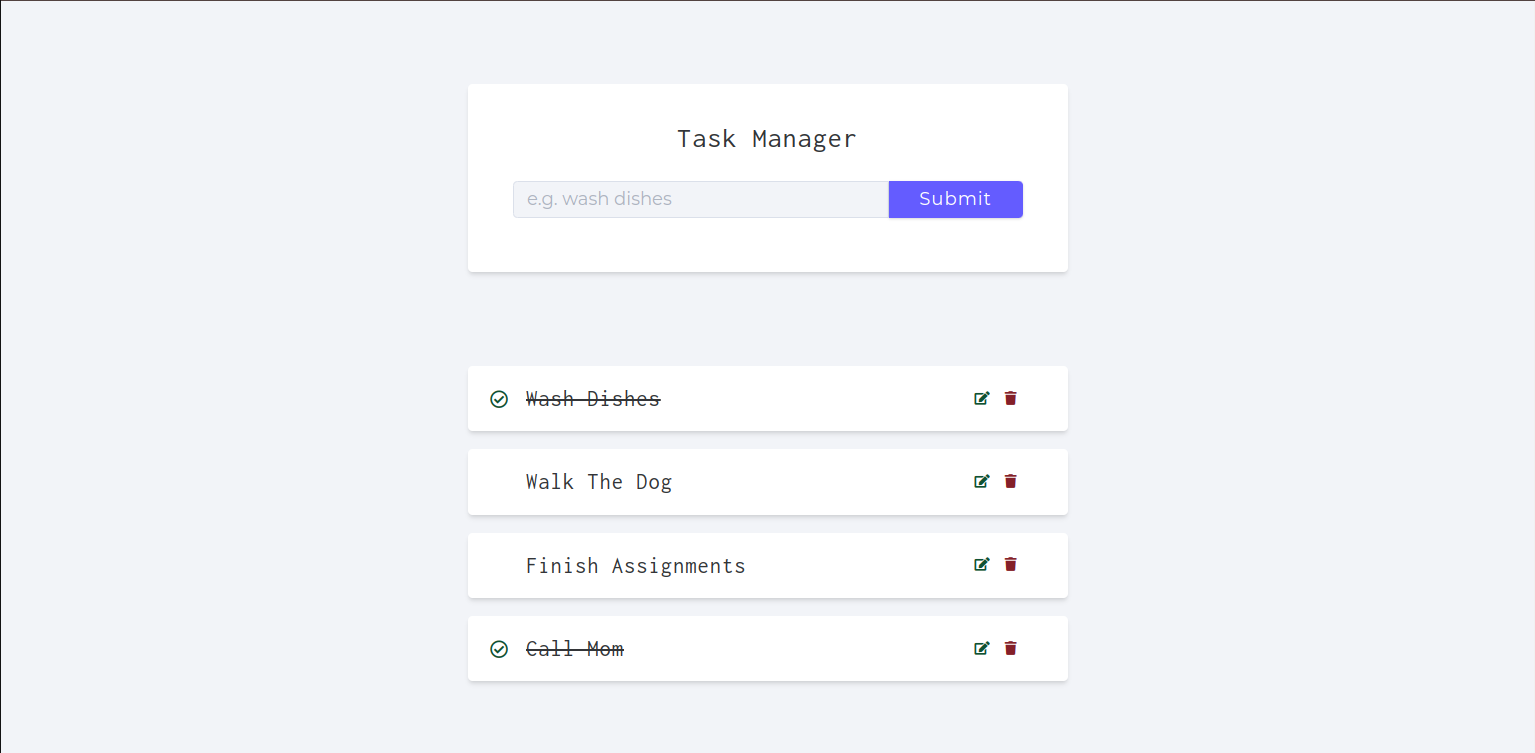 Task Manager
e.g. wash dishes
Submit
Wash Dishes
Walk The Dog
Finish Assignments
Call Mom